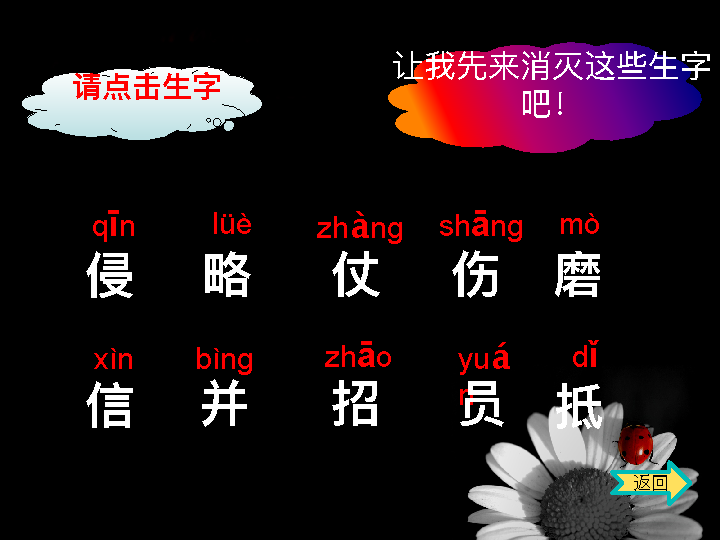 请点击生字
让我先来消灭这些生字
吧！
qīn lüè zhàng shāng mò
侵 略 仗 伤 磨
xìn bìng zhāo yuá dǐ
n
信 并 招 员 抵
返回